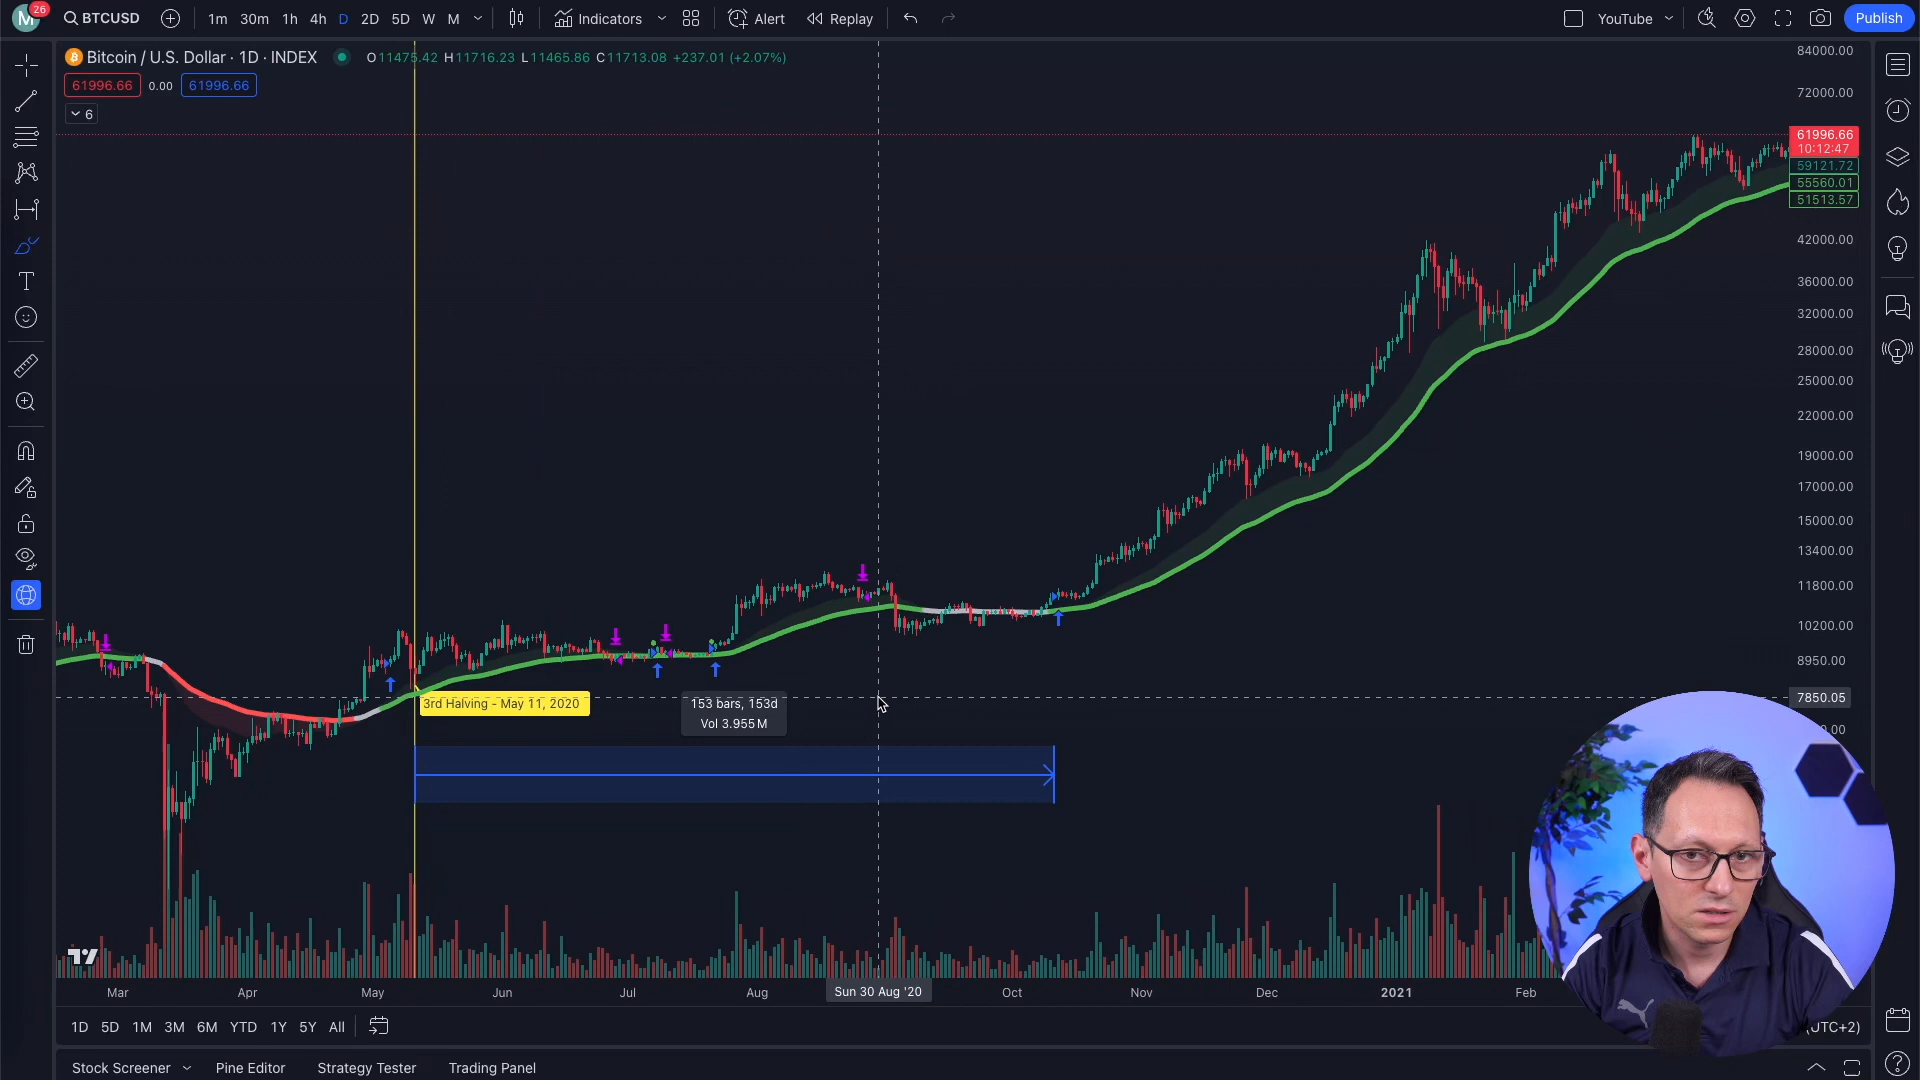 M
26
BTCUSD
1m
30m
1h
4h
D
2D
5D
W
M
Indicators
Alert
Replay
YouTube
Publish
Bitcoin / U.S. Dollar · 1D · INDEX
O11475.42 H11716.23 L11465.86 C11713.08 +237.01 (+2.07%)
61996.66
0.00
61996.66
6
84000.00
72000.00
61996.66
10:12:47
59121.72
55560.01
51513.57
42000.00
36000.00
32000.00
28000.00
25000.00
22000.00
19000.00
17000.00
15000.00
13400.00
11800.00
10200.00
8950.00
7850.05
3rd Halving - May 11, 2020
153 bars, 153d
Vol 3.955M
Mar
Apr
May
Jun
Jul
Aug
Sun 30 Aug '20
Oct
Nov
Dec
2021
Feb
1D
5D
1M
3M
6M
YTD
1Y
5Y
All
(UTC+2)
Stock Screener
Pine Editor
Strategy Tester
Trading Panel